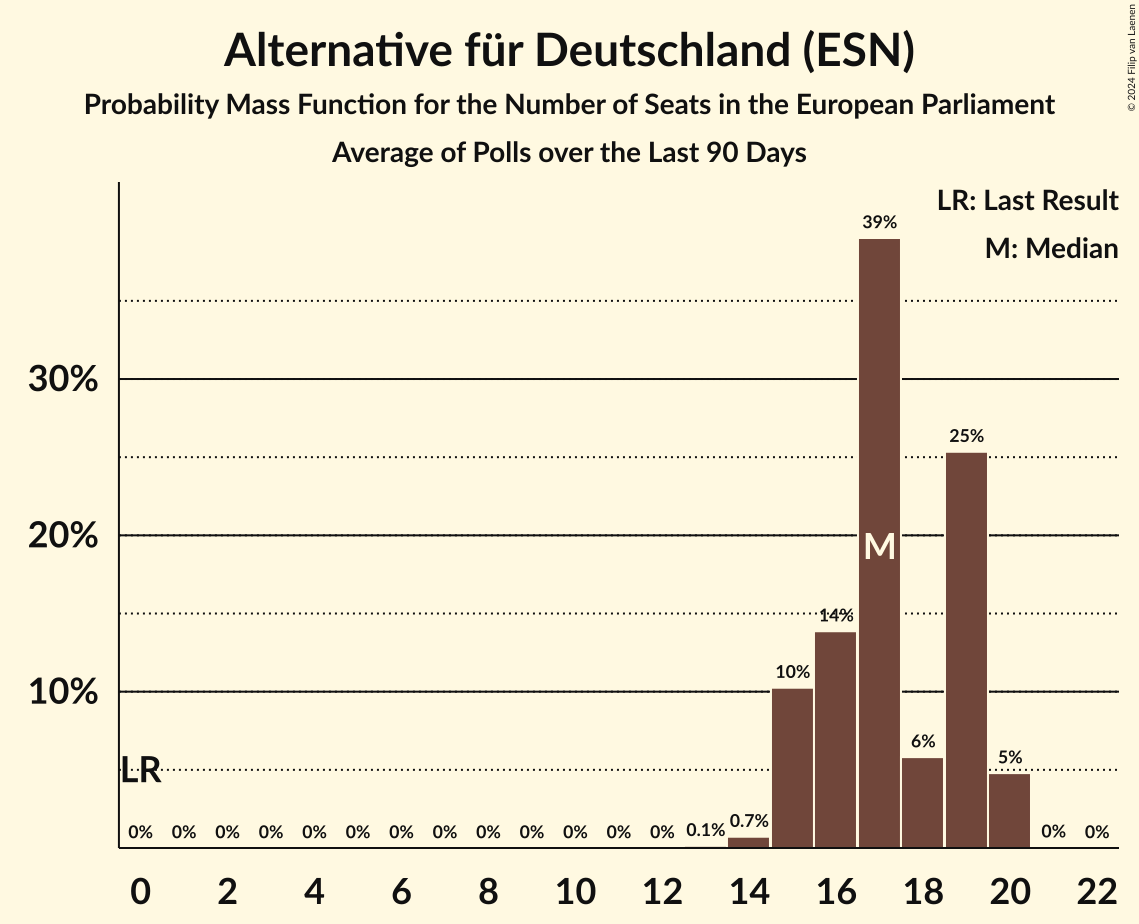 Alternative für Deutschland (ESN)
Probability Mass Function for the Number of Seats in the European Parliament
Average of Polls over the Last 90 Days
© 2024 Filip van Laenen
LR: Last Result
M: Median
39%
30%
25%
20%
M
14%
10%
10%
6%
5%
LR
0% 0% 0% 0% 0% 0% 0% 0% 0% 0% 0% 0% 0% 0.1% 0.7% 0% 0%
0 2 4 6 8 10 12 14 16 18 20 22